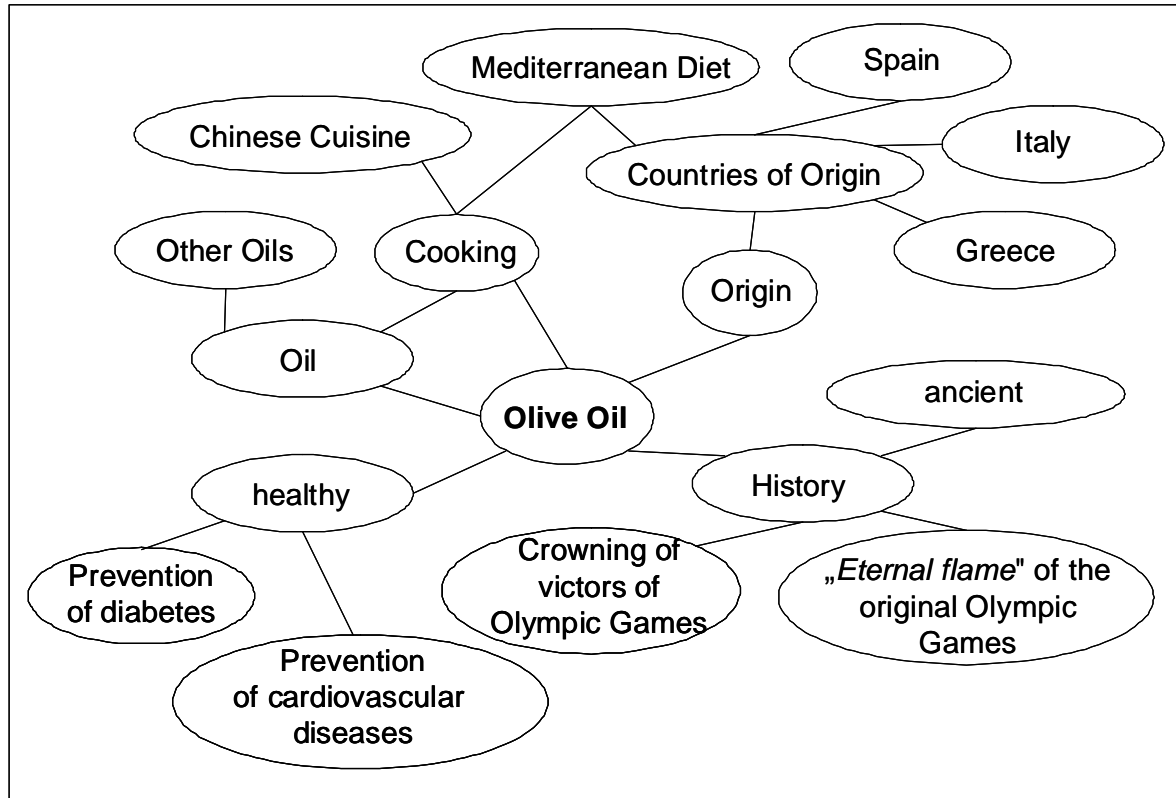 Mediterranean Diet
Spain
Chinese Cuisine
Italy
Countries of Origin
Other Oils
Cooking
Greece
Origin
Oil
ancient
Olive Oil
healthy
History
Crowning of
victors of
Olympic Games
„Eternal flame" of the
original Olympic
Games
Prevention
of diabetes
Prevention
of cardiovascular
diseases